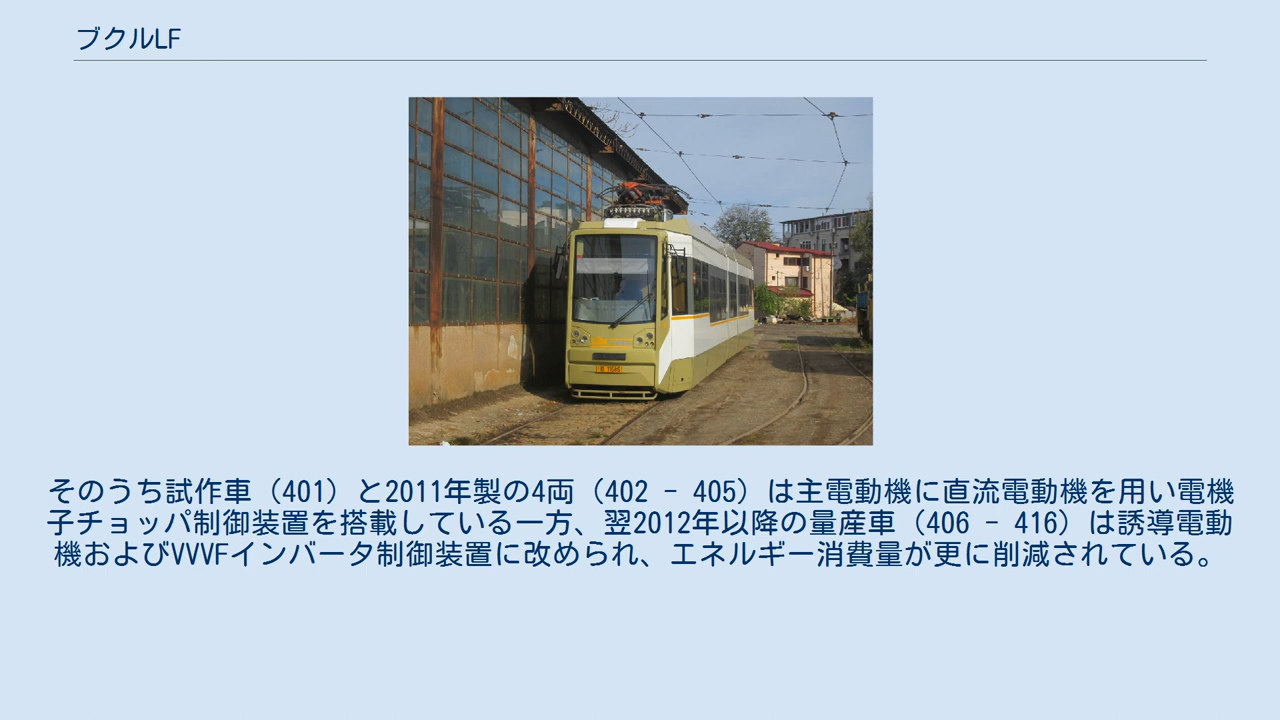 ブクルLF
そのうち試作車（401）と2011年製の4両（402 - 405）は主電動機に直流電動機を用い電機
子チョッパ制御装置を搭載している一方、翌2012年以降の量産車（406 - 416）は誘導電動
機およびVVVFインバータ制御装置に改められ、エネルギー消費量が更に削減されている。